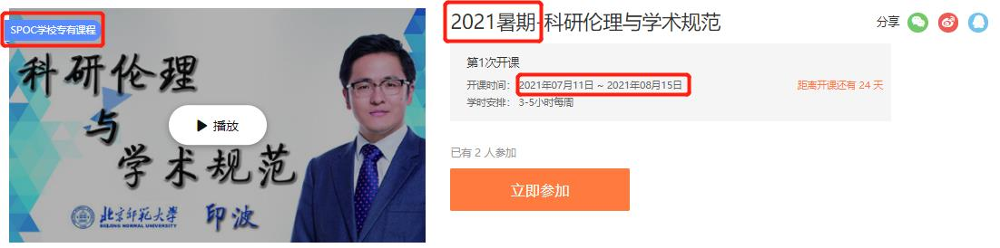 SPOC学校专有课程
科研伦理
与
学术规范
播放
北京师范大学
BEIJING NORMAL UNIVERSITY
印波
2021暑期-科研伦理与学术规范
分享
第1次开课
开课时间： 2021年07月11日 ~ 2021年08月15日
距离开课还有 24 天
学时安排： 3-5小时每周
已有 2 人参加
立即参加